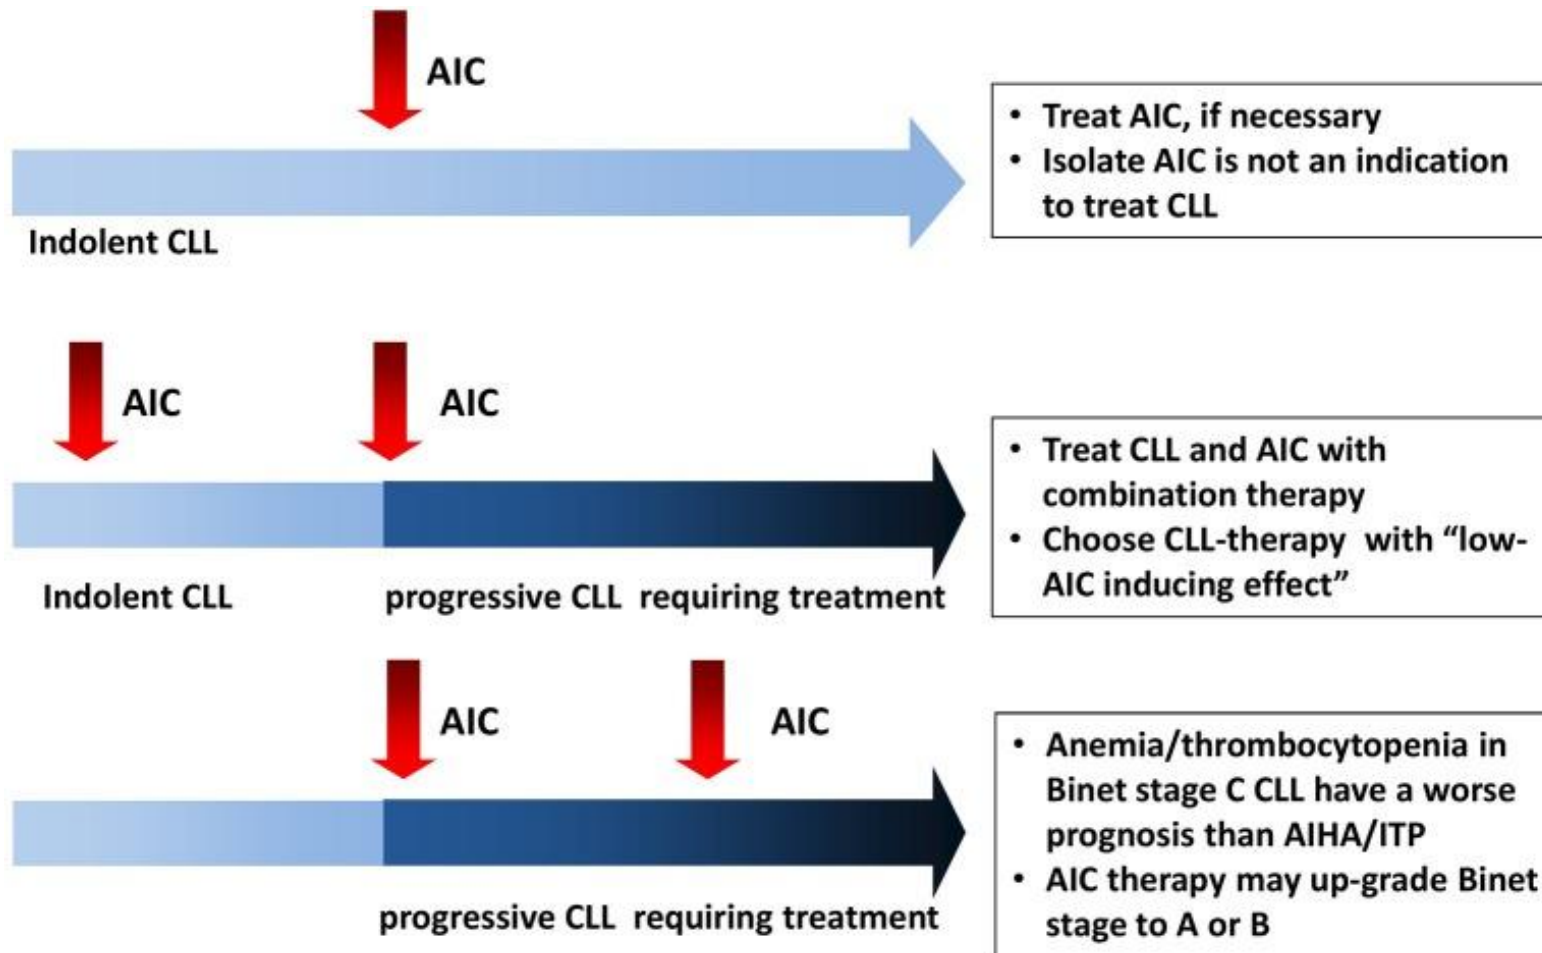 AIC
• Treat AIC, if necessary
• Isolate AIC is not an indication
to treat CLL
Indolent CLL
AIC
AIC
• Treat CLL and AIC with
combination therapy
• Choose CLL-therapy with “low-
AIC inducing effect”
Indolent CLL
progressive CLL requiring treatment
AIC
AIC
• Anemia/thrombocytopenia in
Binet stage C CLL have a worse
prognosis than AIHA/ITP
• AIC therapy may up-grade Binet
stage to A or B
progressive CLL requiring treatment